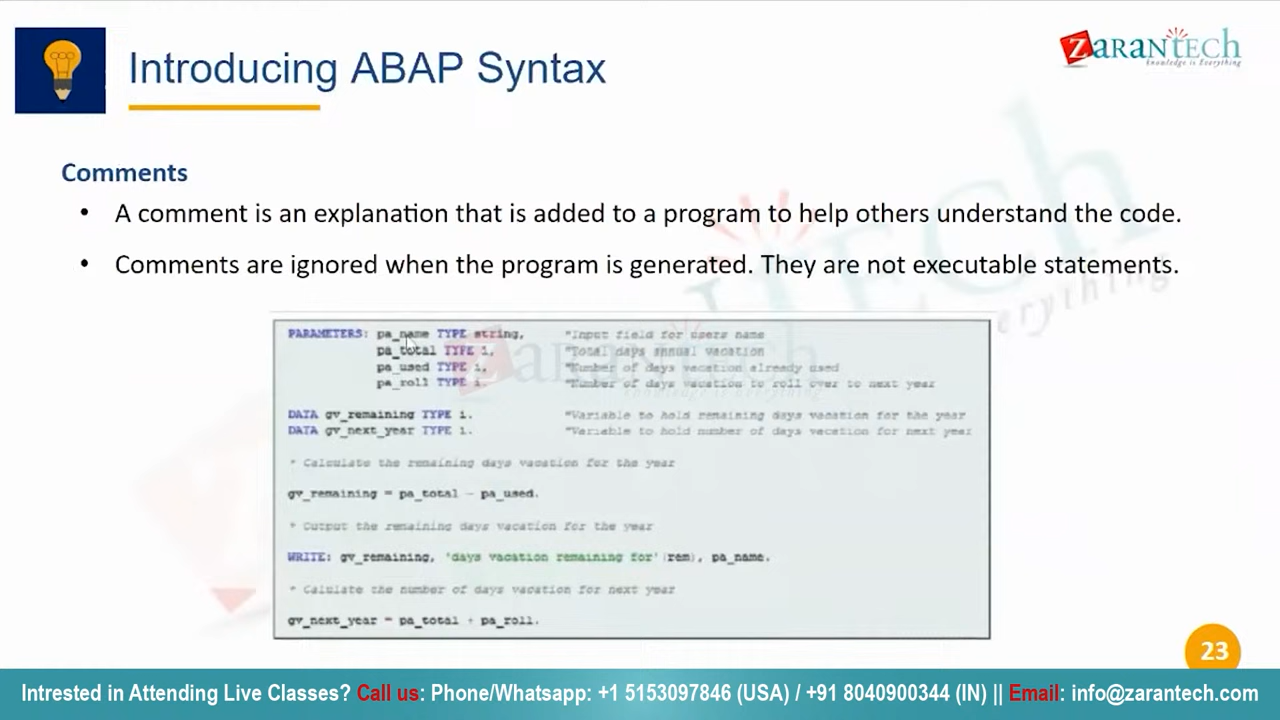 Introducing ABAP Syntax
ZARANTECH
Knowledge is Everything
Comments
• A comment is an explanation that is added to a program to help others understand the code.
• Comments are ignored when the program is generated. They are not executable statements.
PARAMETERS: pa_name TYPE string, "Input field for users name
pa_total TYPE i, "Total days annual vacation
pa_used TYPE i, "Number of days vacation already used
pa_roll TYPE i. "Number of days vacation to roll over to next year
DATA gv_remaining TYPE i. "Variable to hold remaining days vacation for the year
DATA gv_next_year TYPE i. "Variable to hold number of days vacation for next year
* Calculate the remaining days vacation for the year
gv_remaining = pa_total - pa_used.
* Output the remaining days vacation for the year
WRITE: gv_remaining, 'days vacation remaining for'(rem), pa_name.
* Calulate the number of days vacation for next year
gv_next_year = pa_total + pa_roll.
23
Intrested in Attending Live Classes? Call us: Phone/Whatsapp: +1 5153097846 (USA) / +91 8040900344 (IN) || Email: info@zarantech.com